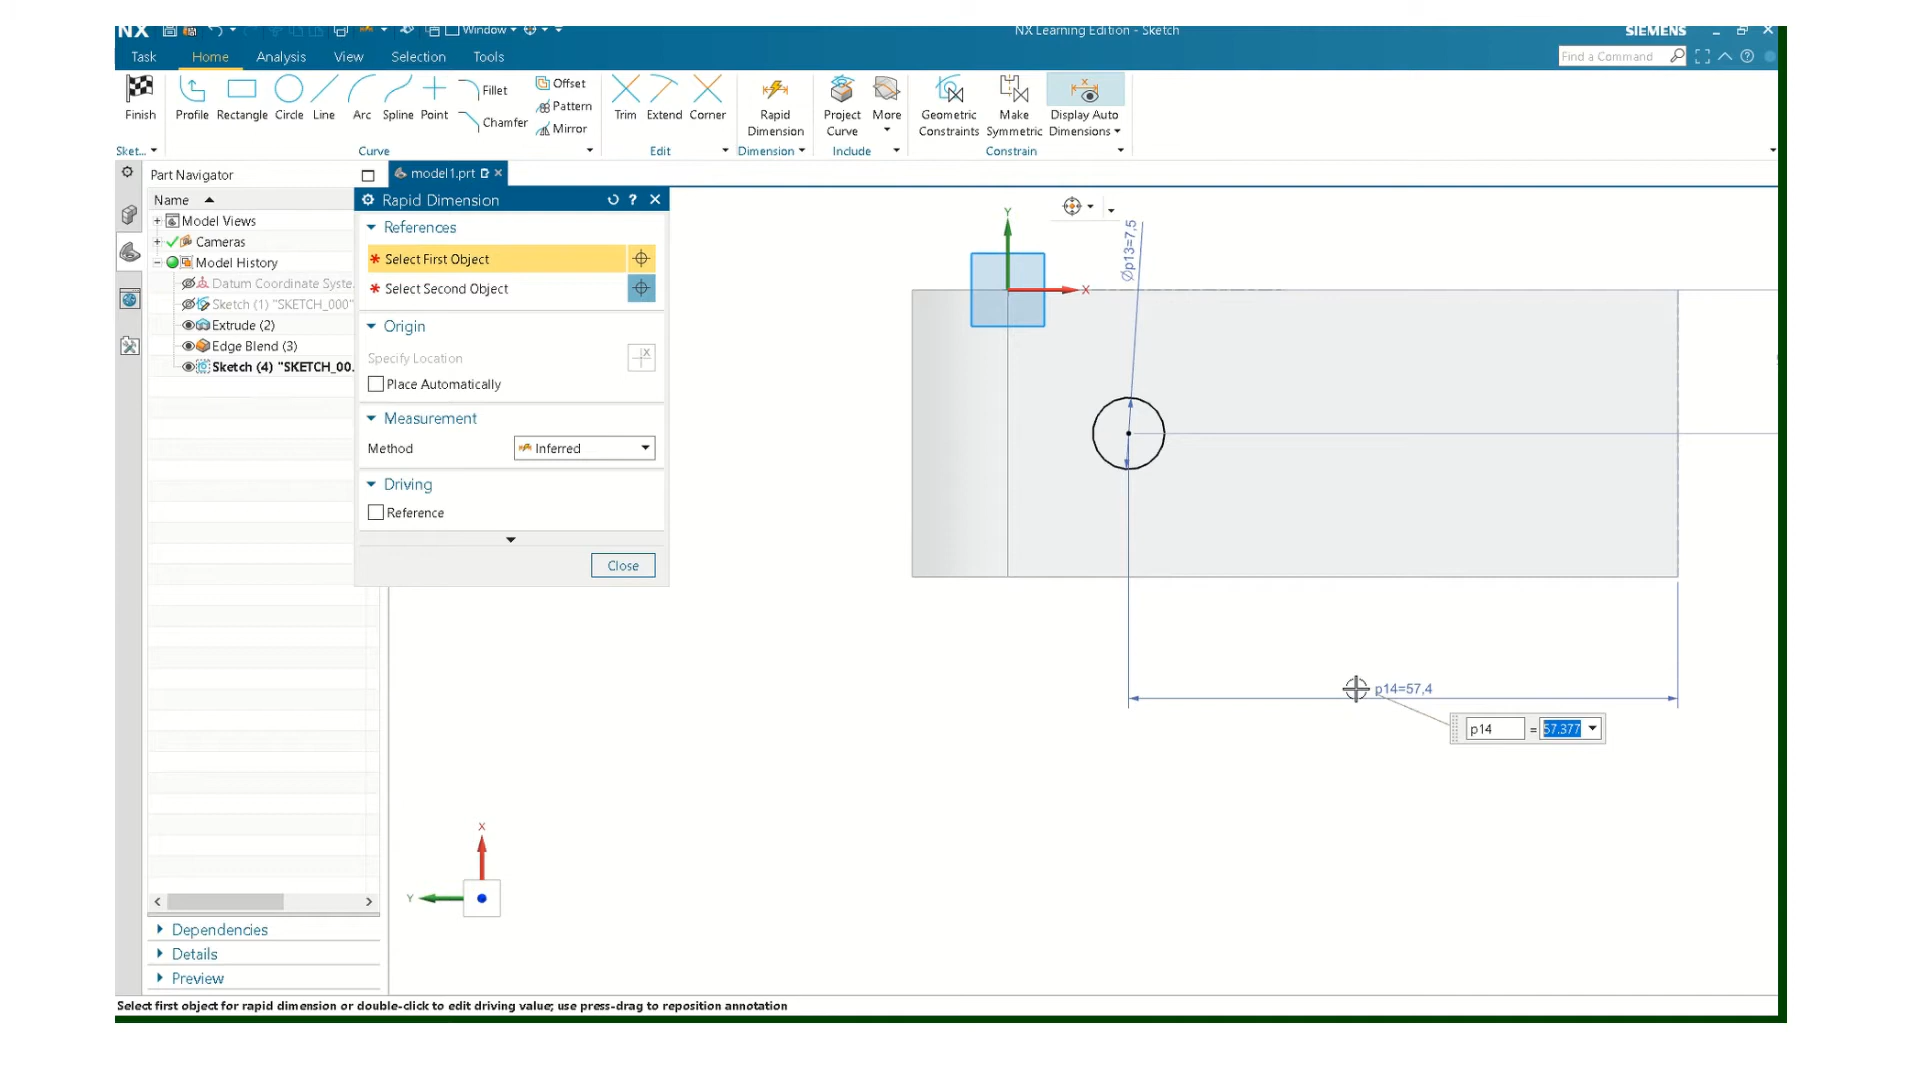 NX
Window
NX Learning Edition - Sketch
SIEMENS
Task Home Analysis View Selection Tools
Find a Command
Finish
Profile Rectangle Circle Line Arc Spline Point
Fillet
Chamfer
Offset
Pattern
Mirror
Trim Extend Corner
Rapid Dimension
Project Curve
More
Geometric Constraints
Make Symmetric
Display Auto Dimensions
Sket... Curve Edit Dimension Include Constrain
Part Navigator
model1.prt
Name
Model Views
Cameras
Model History
Datum Coordinate Syste
Sketch (1) "SKETCH_000"
Extrude (2)
Edge Blend (3)
Sketch (4) "SKETCH_00.
Rapid Dimension
References
* Select First Object
* Select Second Object
Origin
Specify Location
Place Automatically
Measurement
Method Inferred
Driving
Reference
Close
Y
X
Øp13=7,5
p14=57,4
p14 = 57.377
X
Y
Dependencies
Details
Preview
Select first object for rapid dimension or double-click to edit driving value; use press-drag to reposition annotation